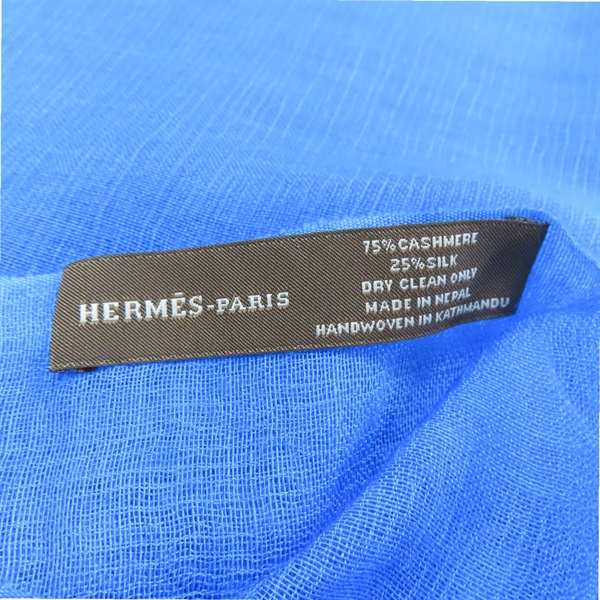 HERMÈS-PARIS
75% CASHMERE
25% SILK
DRY CLEAN ONLY
MADE IN NEPAL
HANDWOVEN IN KATHMANDU